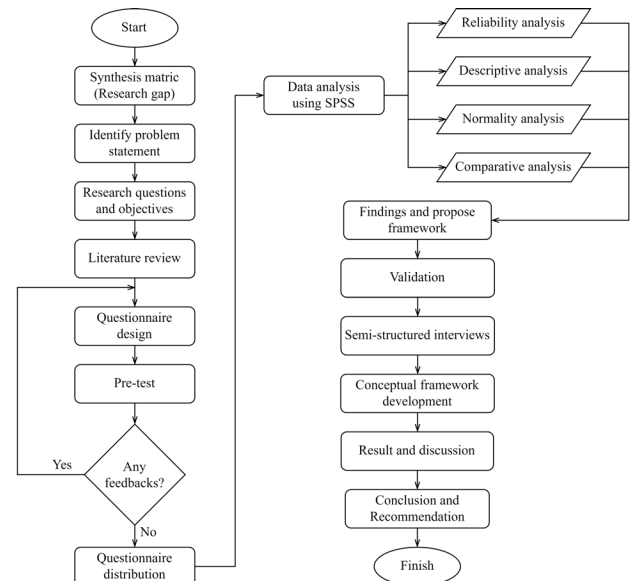 Start
Synthesis matric
(Research gap)
Identify problem
statement
Research questions
and objectives
Literature review
Questionnaire
design
Pre-test
Any
feedbacks?
Yes
No
Questionnaire
distribution
Data analysis
using SPSS
Reliability analysis
Descriptive analysis
Normality analysis
Comparative analysis
Findings and propose
framework
Validation
Semi-structured interviews
Conceptual framework
development
Result and discussion
Conclusion and
Recommendation
Finish